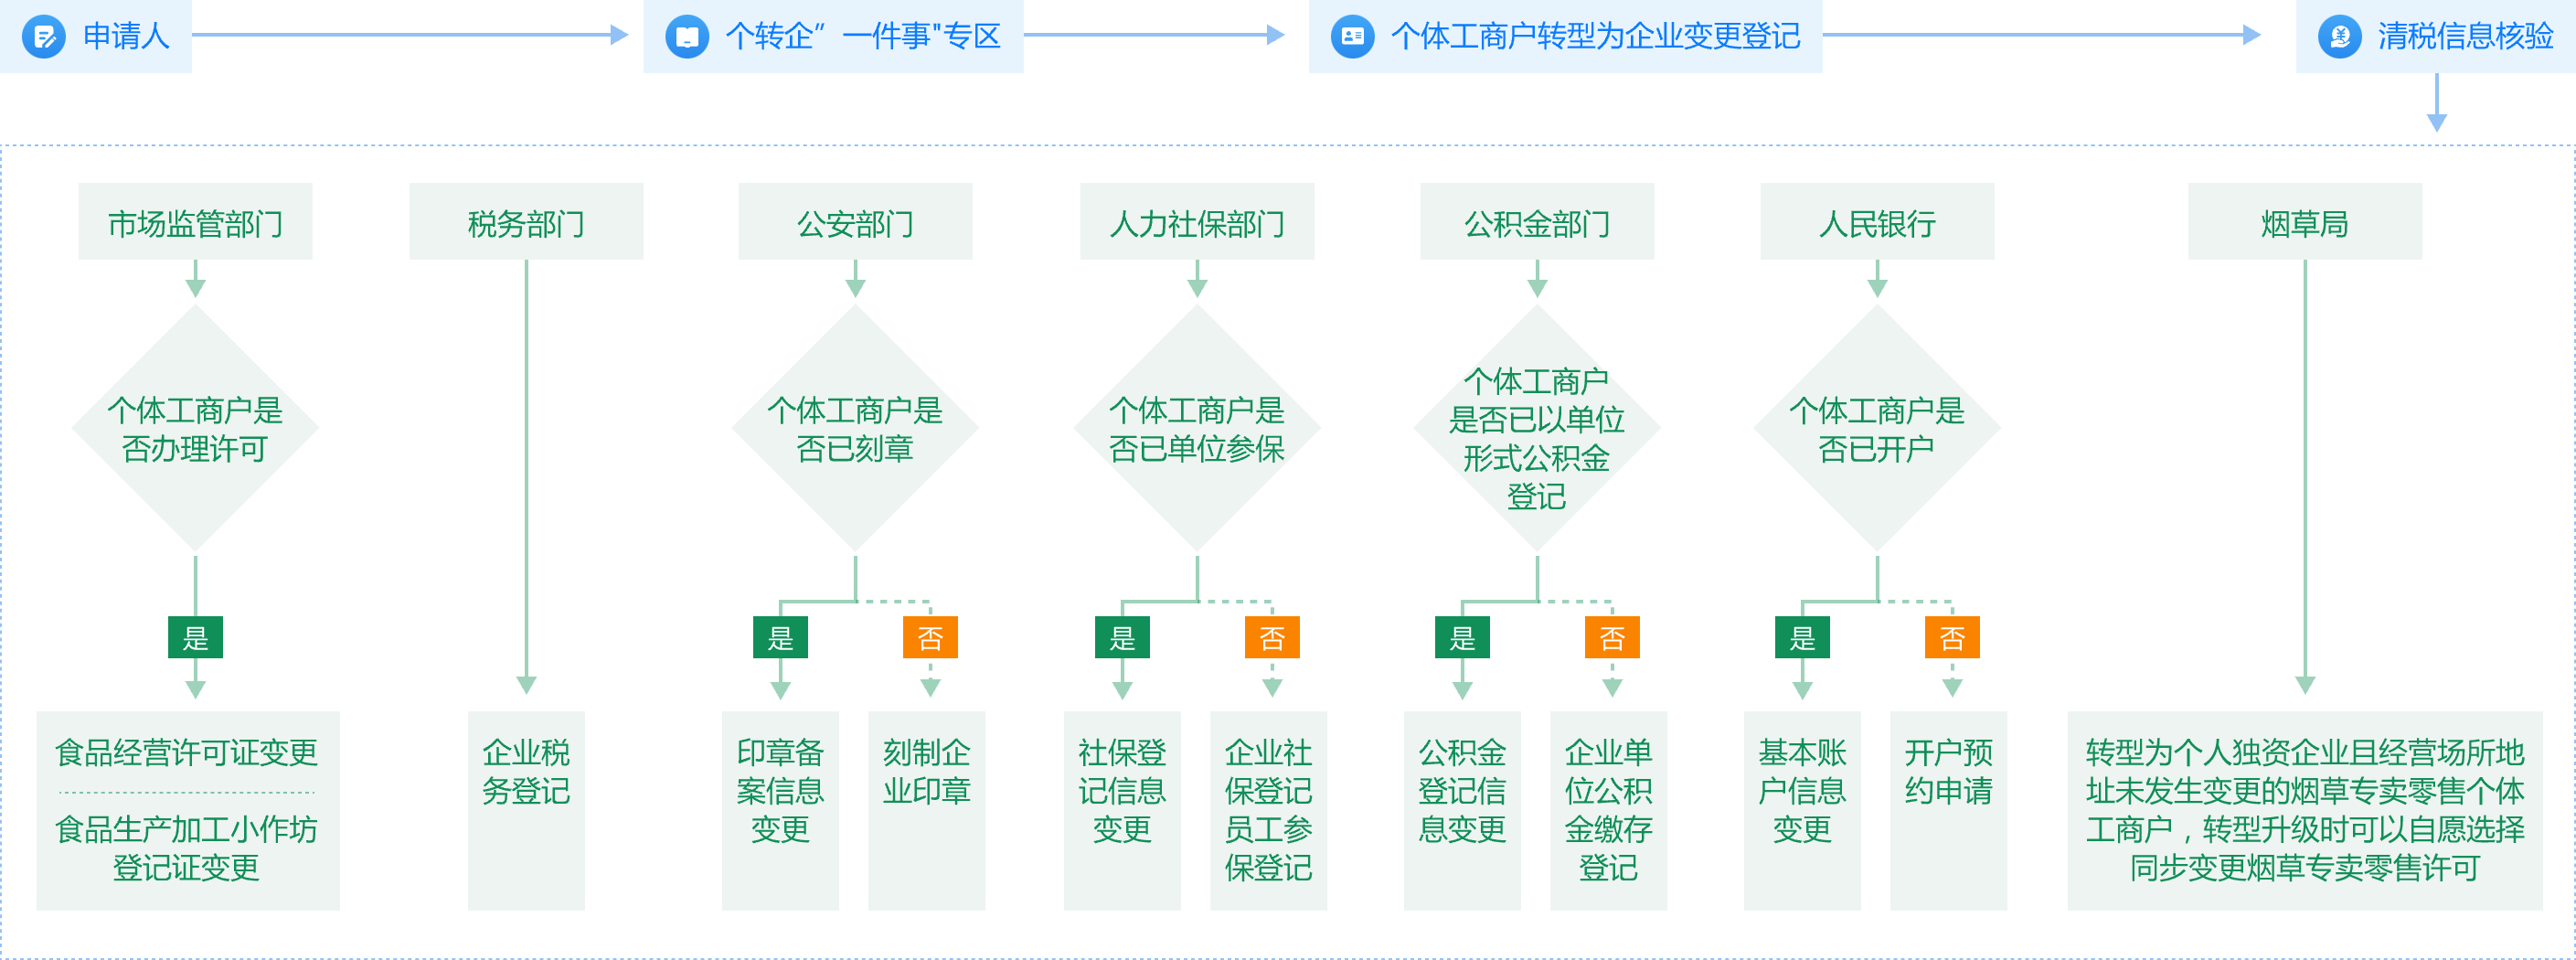 申请人
个转企”一件事"专区
个体工商户转型为企业变更登记
清税信息核验
市场监管部门
税务部门
公安部门
人力社保部门
公积金部门
人民银行
烟草局
个体工商户是
否办理许可
个体工商户是
否已刻章
个体工商户是
否已单位参保
个体工商户
是否已以单位
形式公积金
登记
个体工商户是
否已开户
是
是
否
是
否
是
否
是
否
食品经营许可证变更
食品生产加工小作坊
登记证变更
企业税
务登记
印章备
案信息
变更
刻制企
业印章
社保登
记信息
变更
企业社
保登记
员工参
保登记
公积金
登记信
息变更
企业单
位公积
金缴存
登记
基本账
户信息
变更
开户预
约申请
转型为个人独资企业且经营场所地
址未发生变更的烟草专卖零售个体
工商户，转型升级时可以自愿选择
同步变更烟草专卖零售许可